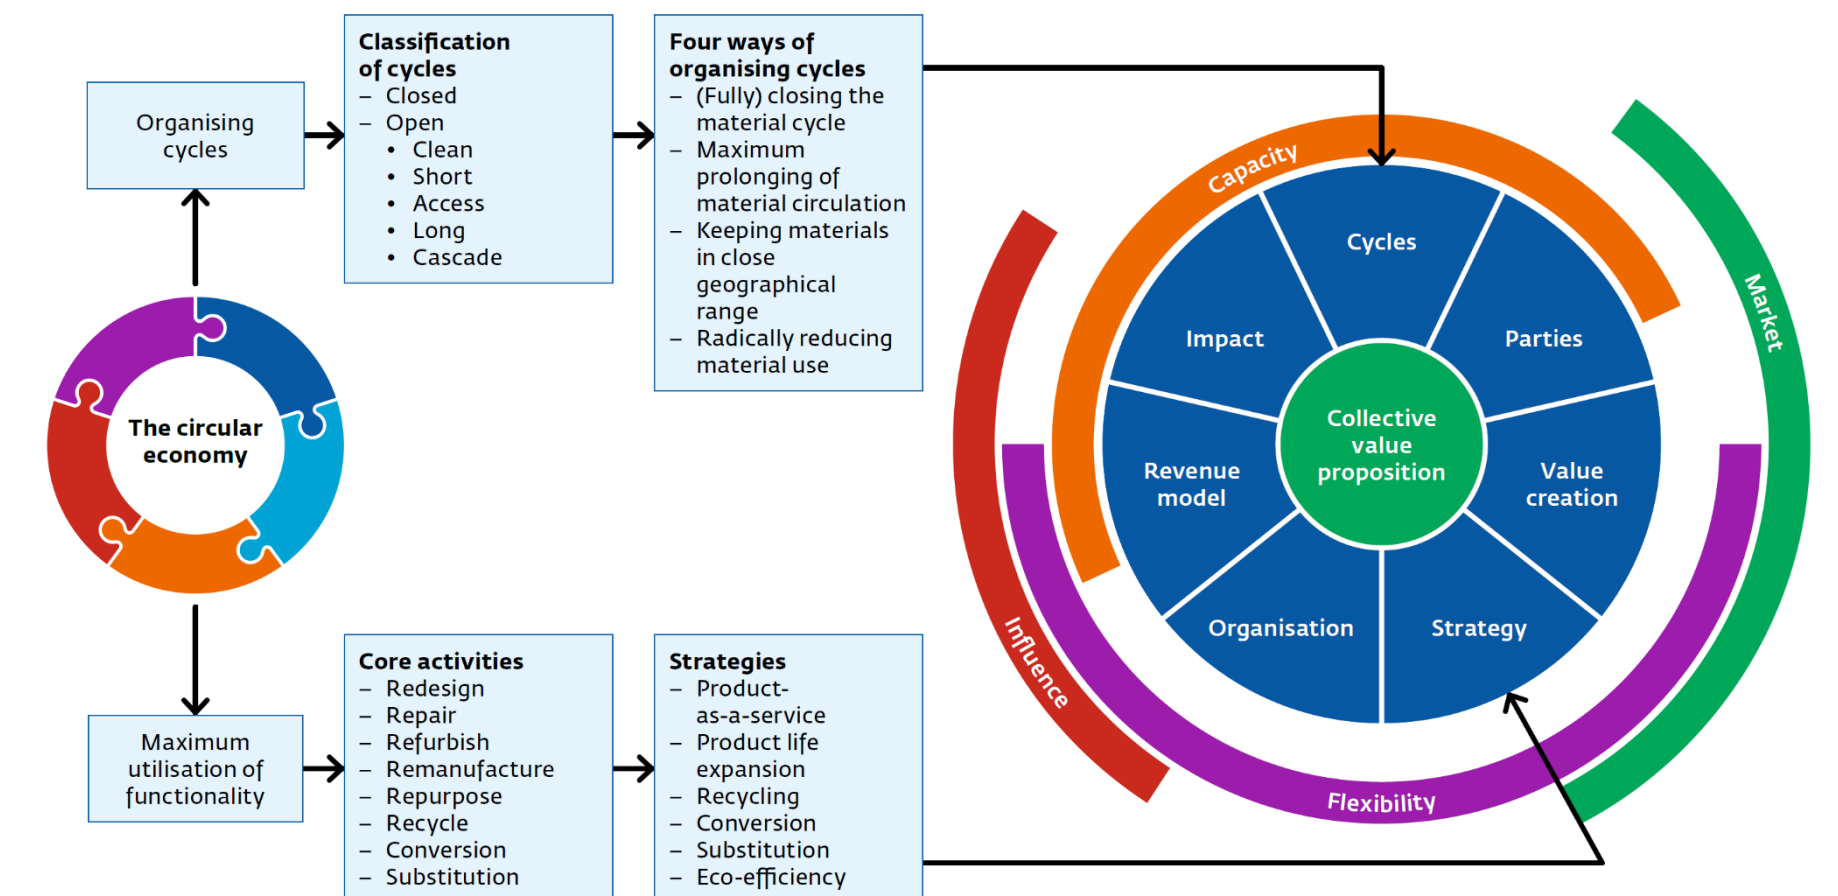 Organising
cycles
Classification
of cycles
– Closed
– Open
• Clean
• Short
• Access
• Long
• Cascade
Four ways of
organising cycles
– (Fully) closing the
material cycle
– Maximum
prolonging of
material circulation
– Keeping materials
in close
geographical
range
– Radically reducing
material use
The circular
economy
Maximum
utilisation of
functionality
Core activities
– Redesign
– Repair
– Refurbish
– Remanufacture
– Repurpose
– Recycle
– Conversion
– Substitution
Strategies
– Product-
as-a-service
– Product life
expansion
– Recycling
– Conversion
– Substitution
– Eco-efficiency
Capacity
Market
Influence
Flexibility
Cycles
Parties
Value
creation
Strategy
Organisation
Revenue
model
Impact
Collective
value
proposition